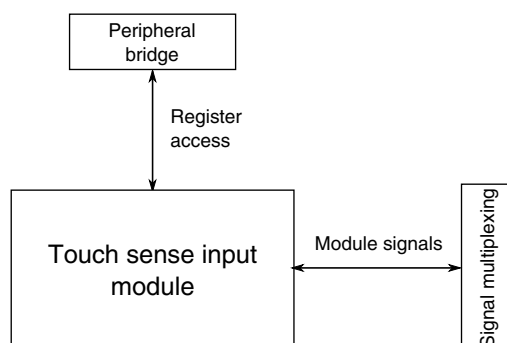 Peripheral
bridge
Register
access
Touch sense input
module
Module signals
Signal multiplexing